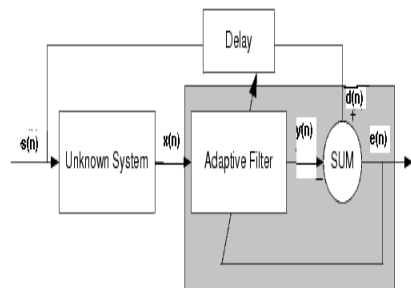 Delay
d(n)
+
s(n)
x(n)
y(n)
e(n)
Unknown System
Adaptive Filter
SUM
–